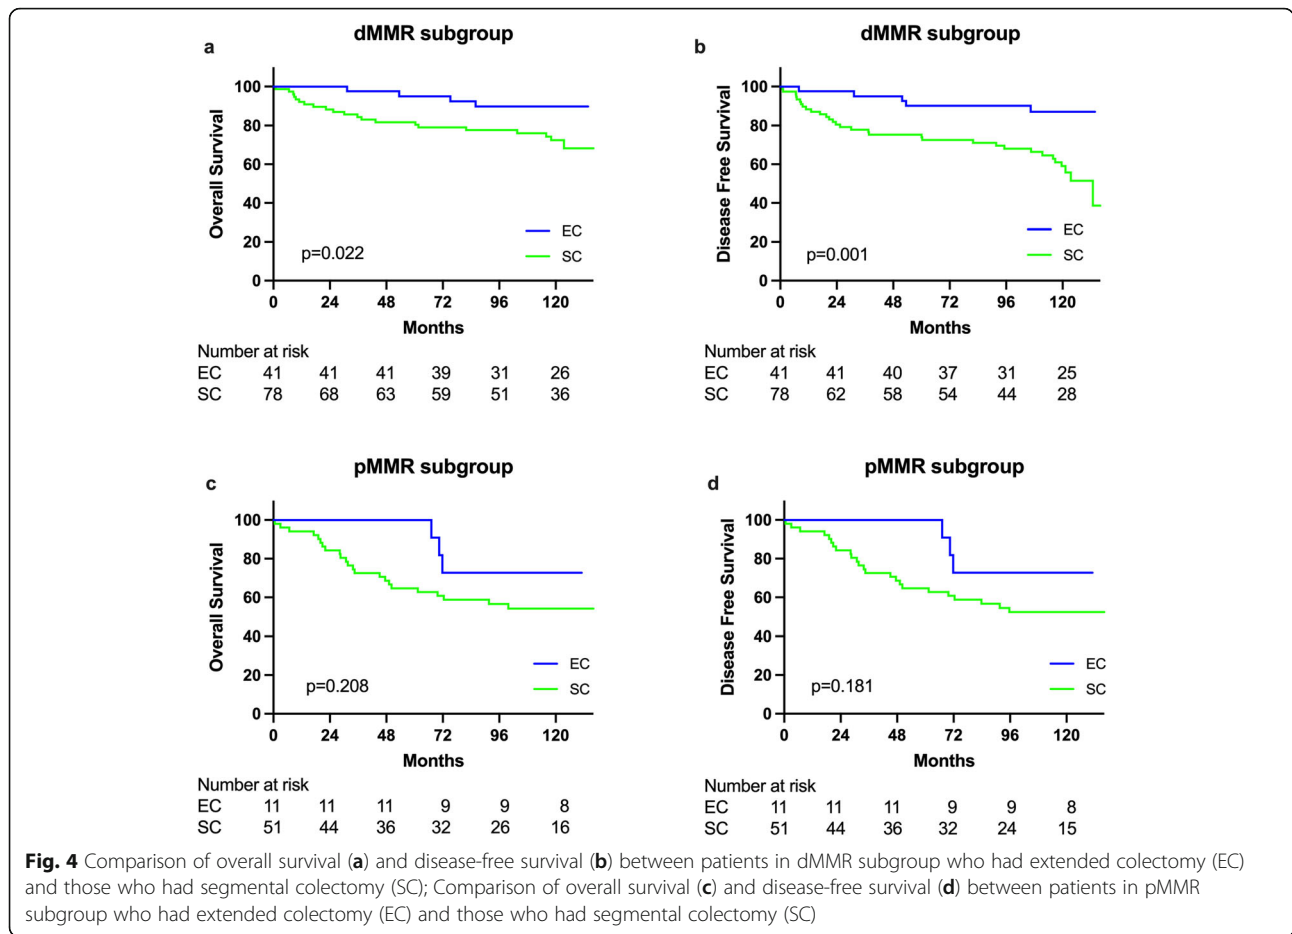 a
dMMR subgroup
Overall Survival
100
80
60
40
20
0
EC
SC
p=0.022
0 24 48 72 96 120
Months
Number at risk
EC 41 41 41 39 31 26
SC 78 68 63 59 51 36
b
dMMR subgroup
Disease Free Survival
100
80
60
40
20
0
EC
SC
p=0.001
0 24 48 72 96 120
Months
Number at risk
EC 41 41 40 37 31 25
SC 78 62 58 54 44 28
c
pMMR subgroup
Overall Survival
100
80
60
40
20
0
EC
SC
p=0.208
0 24 48 72 96 120
Months
Number at risk
EC 11 11 11 9 9 8
SC 51 44 36 32 26 16
d
pMMR subgroup
Disease Free Survival
100
80
60
40
20
0
EC
SC
p=0.181
0 24 48 72 96 120
Months
Number at risk
EC 11 11 11 9 9 8
SC 51 44 36 32 24 15
Fig. 4 Comparison of overall survival (a) and disease-free survival (b) between patients in dMMR subgroup who had extended colectomy (EC)
and those who had segmental colectomy (SC); Comparison of overall survival (c) and disease-free survival (d) between patients in pMMR
subgroup who had extended colectomy (EC) and those who had segmental colectomy (SC)